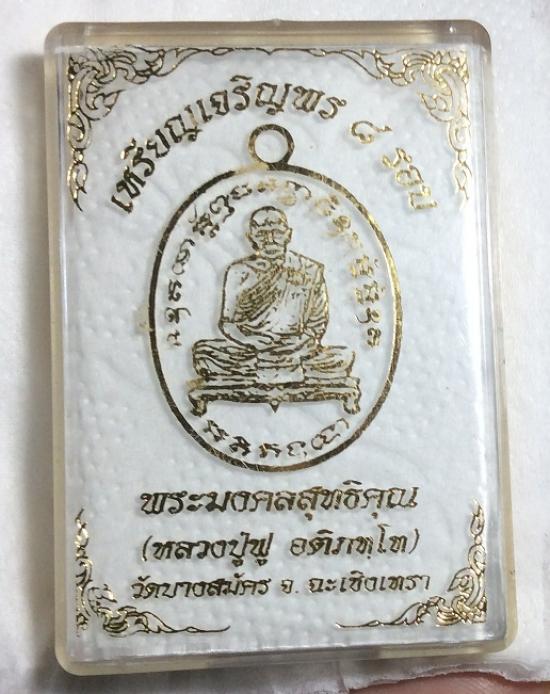 เหรียญเจริญพร ๘ รอบ
พระมงคลสุทธิคุณ
(หลวงปู่ฟู อติภทฺโท)
วัดบางสมัคร จ. ฉะเชิงเทรา